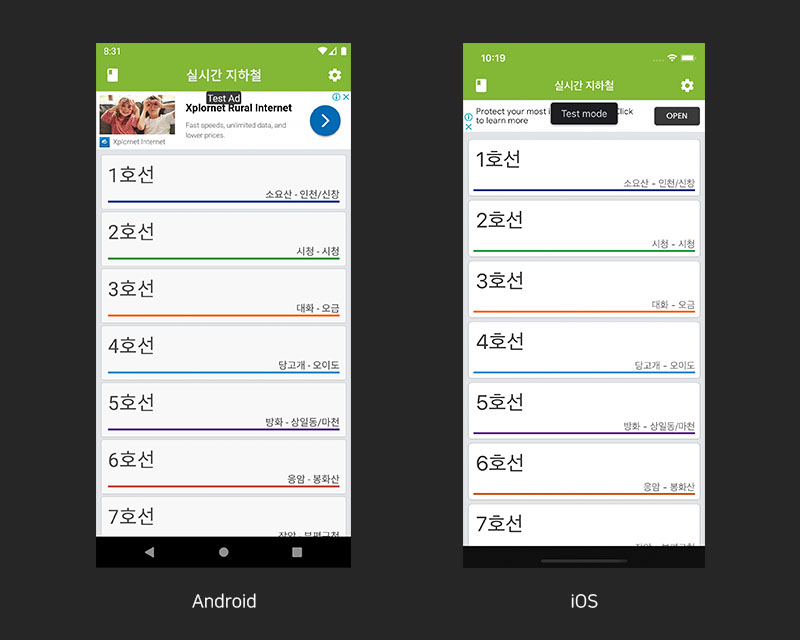 8:31
실시간 지하철
Test Ad
Xplornet Rural Internet
Fast speeds, unlimited data, and
lower prices.
Xplornet Internet
1호선
소요산 - 인천/신창
2호선
시청 - 시청
3호선
대화 - 오금
4호선
당고개 - 오이도
5호선
방화 - 상일동/마천
6호선
응암 - 봉화산
7호선
장암 - 부평구청
Android
10:19
실시간 지하철
Protect your most i
Click
to learn more
Test mode
OPEN
1호선
소요산 - 인천/신창
2호선
시청 - 시청
3호선
대화 - 오금
4호선
당고개 - 오이도
5호선
방화 - 상일동/마천
6호선
응암 - 봉화산
7호선
iOS